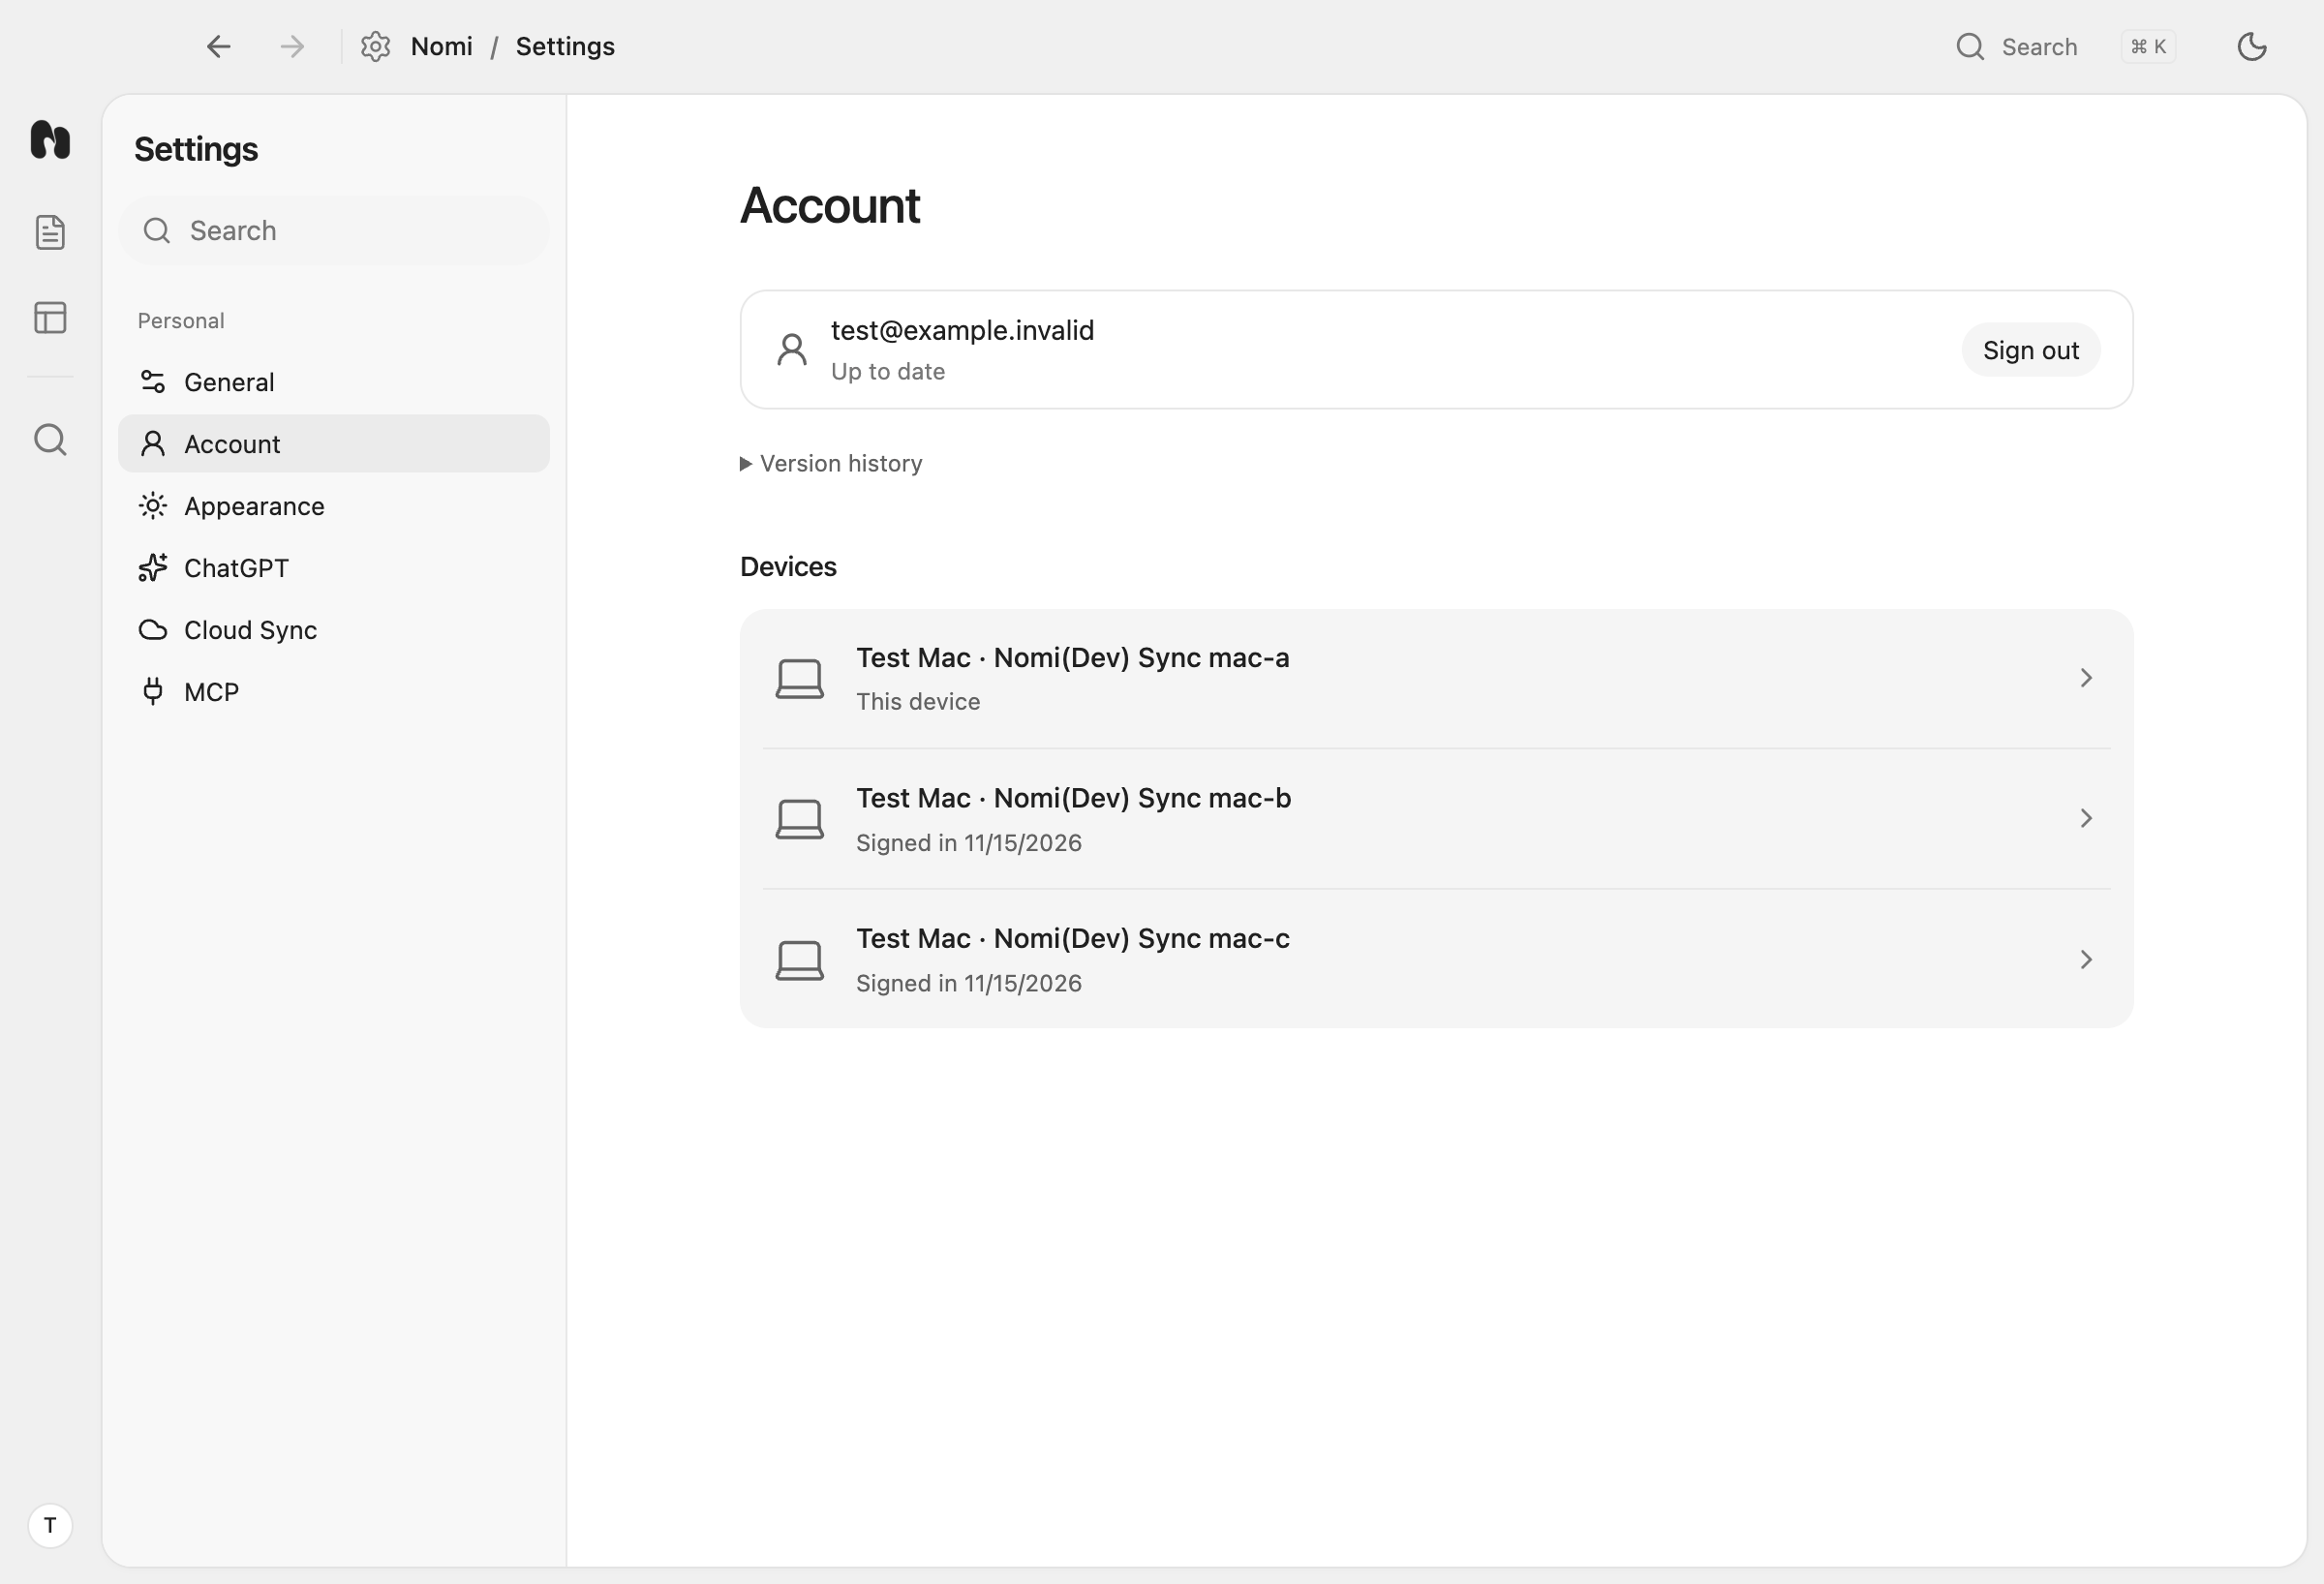 Nomi / Settings
Search
⌘ K
Settings
Search
Personal
General
Account
Appearance
ChatGPT
Cloud Sync
MCP
T
Account
test@example.invalid
Up to date
Sign out
Version history
Devices
Test Mac · Nomi(Dev) Sync mac-a
This device
Test Mac · Nomi(Dev) Sync mac-b
Signed in 11/15/2026
Test Mac · Nomi(Dev) Sync mac-c
Signed in 11/15/2026